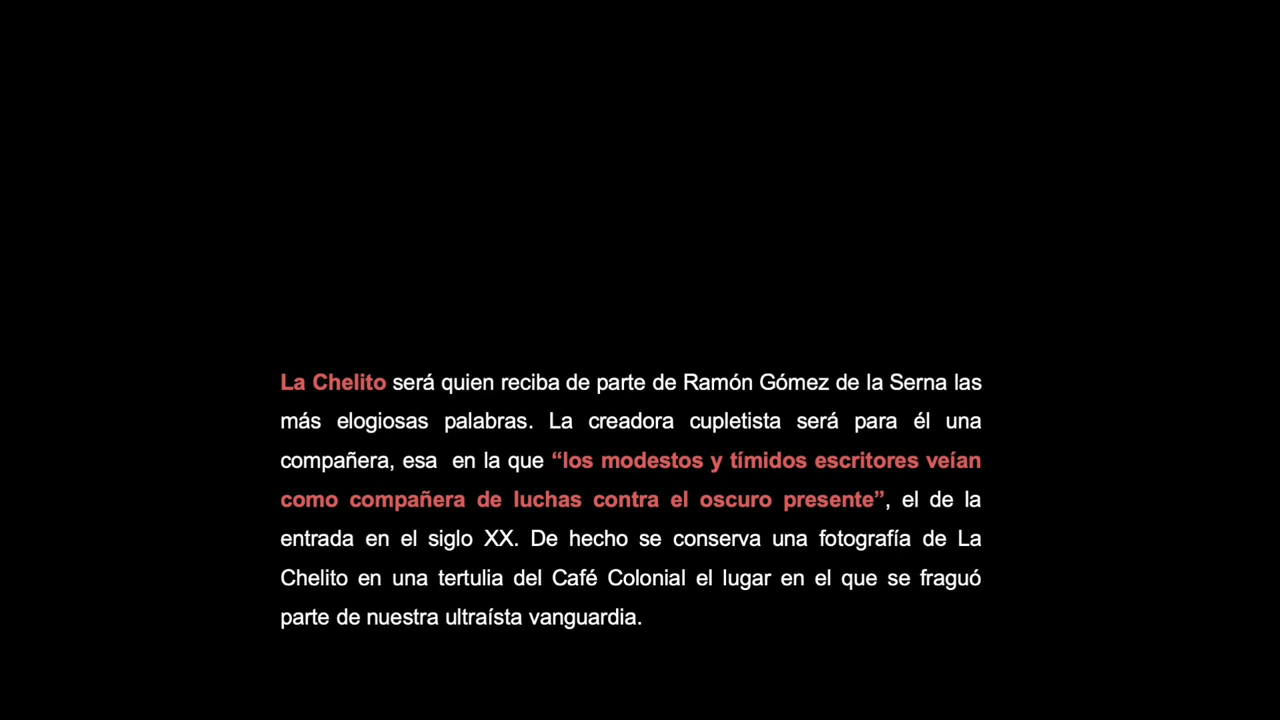 La Chelito será quien reciba de parte de Ramón Gómez de la Serna las
más elogiosas palabras. La creadora cupletista será para él una
compañera, esa  en la que “los modestos y tímidos escritores veían
como compañera de luchas contra el oscuro presente”, el de la
entrada en el siglo XX. De hecho se conserva una fotografía de La
Chelito en una tertulia del Café Colonial el lugar en el que se fraguó
parte de nuestra ultraísta vanguardia.